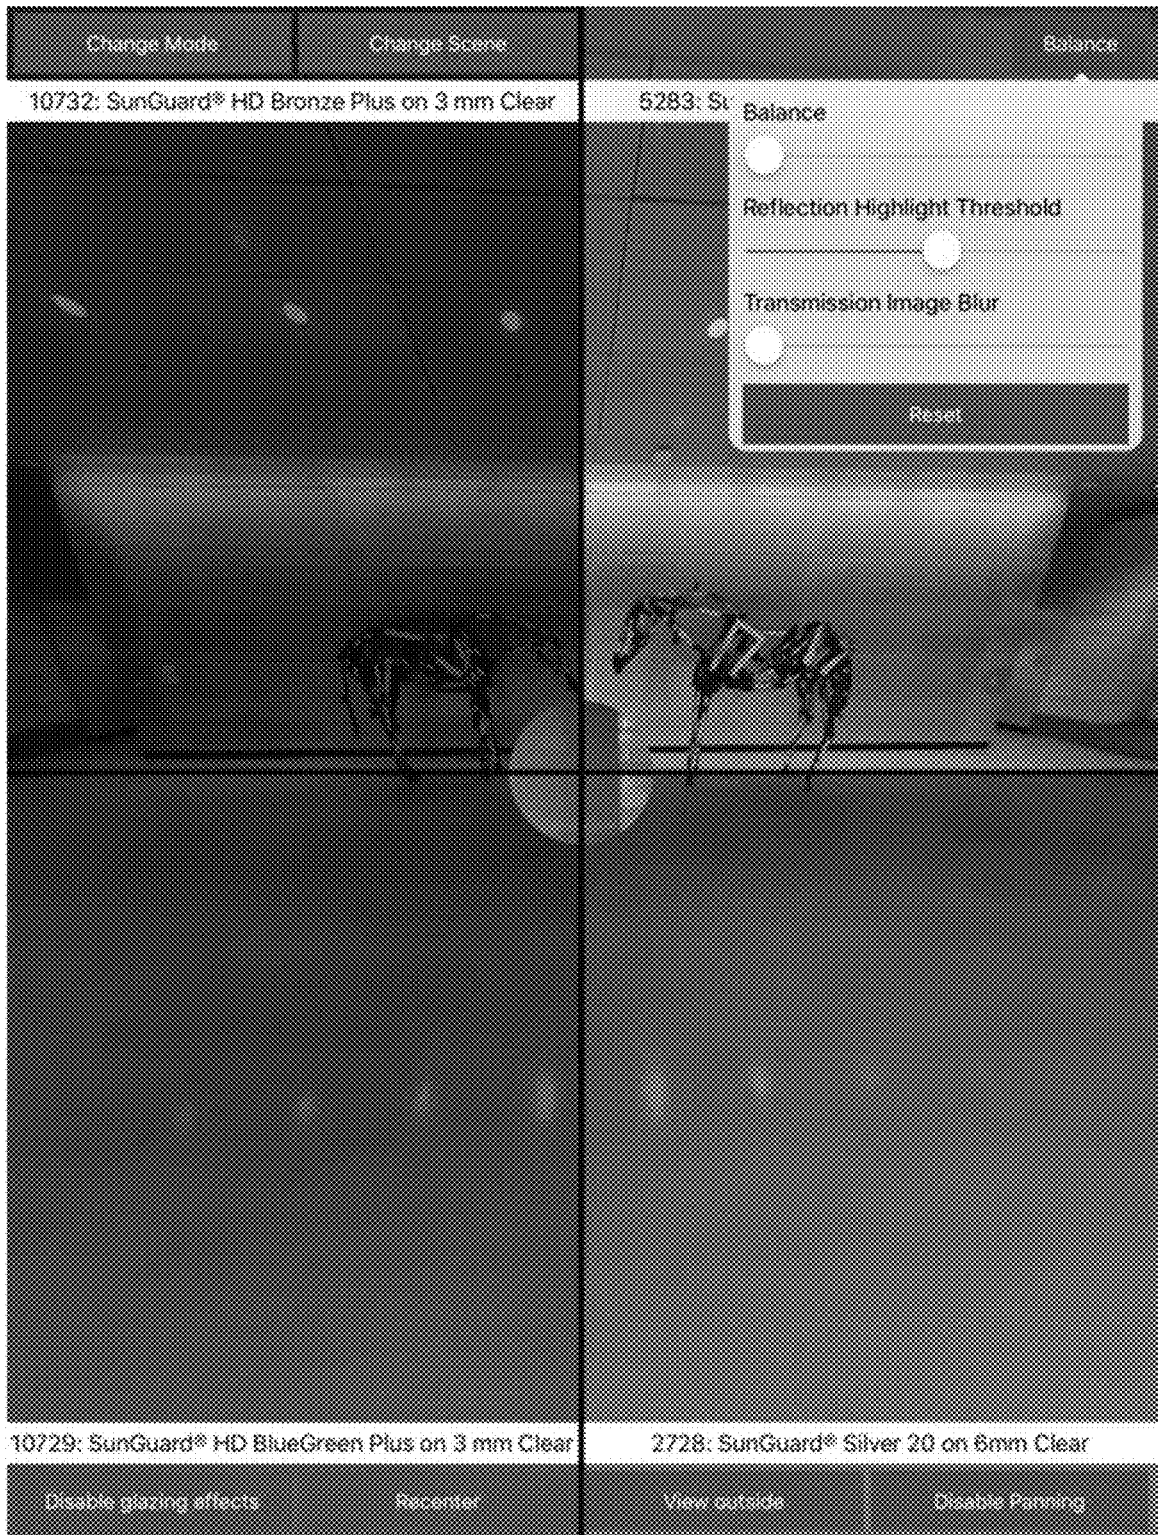 Change Mode
Change Scene
Balance
10732: SunGuard® HD Bronze Plus on 3 mm Clear
5283: Su
Balance
Reflection Highlight Threshold
Transmission Image Blur
Reset
10729: SunGuard® HD BlueGreen Plus on 3 mm Clear
2728: SunGuard® Silver 20 on 6mm Clear
Disable glazing effects
Recenter
View outside
Disable Panning